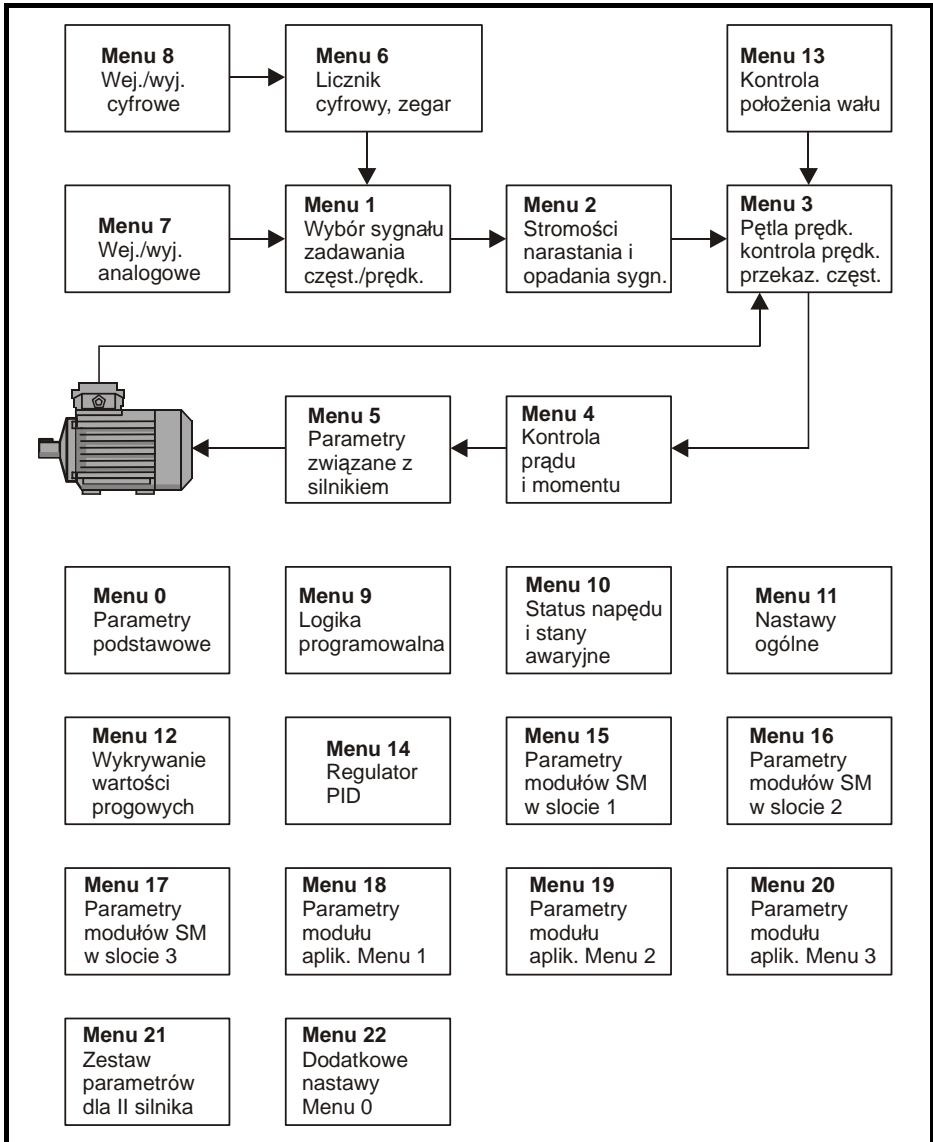 Menu 8
Wej./wyj.
cyfrowe
Menu 6
Licznik
cyfrowy, zegar
Menu 13
Kontrola
położenia wału
Menu 7
Wej./wyj.
analogowe
Menu 1
Wybór sygnału
zadawania
częst./prędk.
Menu 2
Stromości
narastania i
opadania sygn.
Menu 3
Pętla prędk.
kontrola prędk.
przekaz. częst.
Menu 5
Parametry
związane z
silnikiem
Menu 4
Kontrola
prądu
i momentu
Menu 0
Parametry
podstawowe
Menu 9
Logika
programowalna
Menu 10
Status napędu
i stany
awaryjne
Menu 11
Nastawy
ogólne
Menu 12
Wykrywanie
wartości
progowych
Menu 14
Regulator
PID
Menu 15
Parametry
modułów SM
w slocie 1
Menu 16
Parametry
modułów SM
w slocie 2
Menu 17
Parametry
modułów SM
w slocie 3
Menu 18
Parametry
modułu
aplik. Menu 1
Menu 19
Parametry
modułu
aplik. Menu 2
Menu 20
Parametry
modułu
aplik. Menu 3
Menu 21
Zestaw
parametrów
dla II silnika
Menu 22
Dodatkowe
nastawy
Menu 0